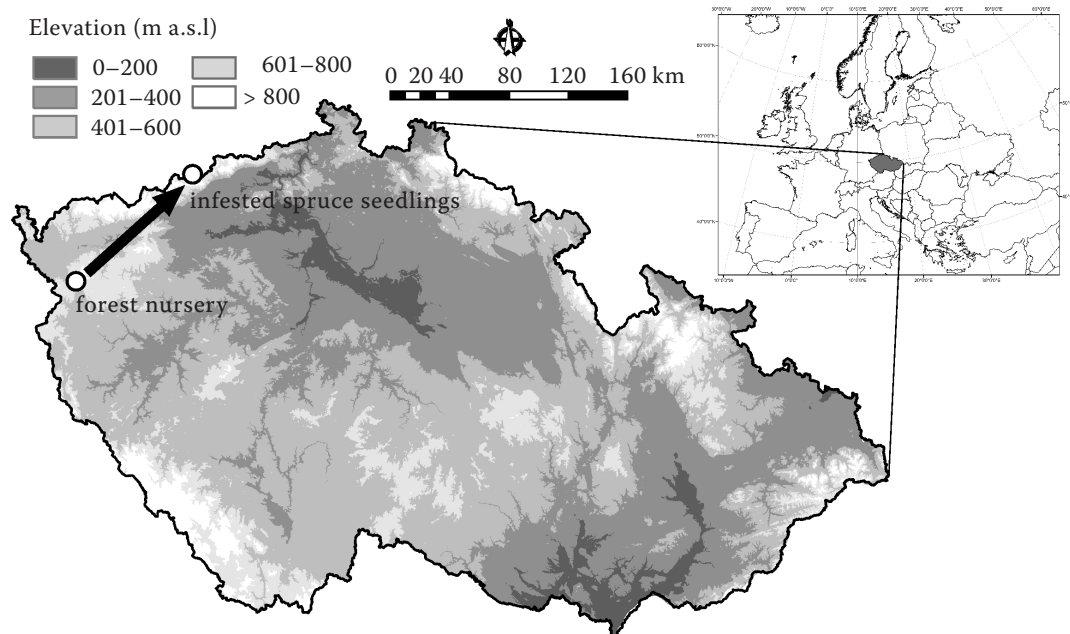 Elevation (m a.s.l)
0–200
601–800
201–400
> 800
401–600
0 20 40 80 120 160 km
infested spruce seedlings
forest nursery